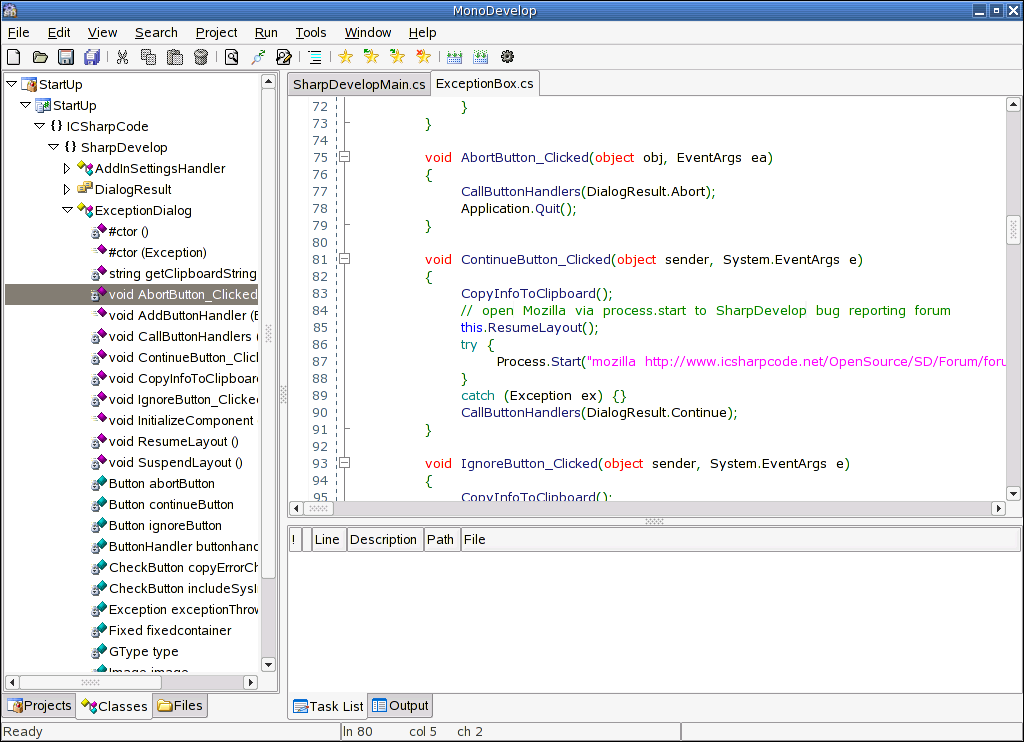 MonoDevelop
File Edit View Search Project Run Tools Window Help
StartUp
StartUp
{} ICSharpCode
{} SharpDevelop
AddInSettingsHandler
DialogResult
ExceptionDialog
#ctor ()
#ctor (Exception)
string getClipboardString
void AbortButton_Clicked
void AddButtonHandler (E
void CallButtonHandlers (
void ContinueButton_Clic
void CopyInfoToClipboar
void IgnoreButton_Clicke
void InitializeComponent
void ResumeLayout ()
void SuspendLayout ()
Button abortButton
Button continueButton
Button ignoreButton
ButtonHandler buttonhand
CheckButton copyErrorCh
CheckButton includeSysI
Exception exceptionThrow
Fixed fixedcontainer
GType type
Image image
Projects Classes Files
SharpDevelopMain.cs ExceptionBox.cs
72 }
73 }
74
75 void AbortButton_Clicked(object obj, EventArgs ea)
76 {
77 CallButtonHandlers(DialogResult.Abort);
78 Application.Quit();
79 }
80
81 void ContinueButton_Clicked(object sender, System.EventArgs e)
82 {
83 CopyInfoToClipboard();
84 // open Mozilla via process.start to SharpDevelop bug reporting forum
85 this.ResumeLayout();
86 try {
87 Process.Start("mozilla http://www.icsharpcode.net/OpenSource/SD/Forum/foru
88 }
89 catch (Exception ex) {}
90 CallButtonHandlers(DialogResult.Continue);
91 }
92
93 void IgnoreButton_Clicked(object sender, System.EventArgs e)
94 {
95 CopyInfoToClipboard();
! Line Description Path File
Task List Output
Ready ln 80 col 5 ch 2